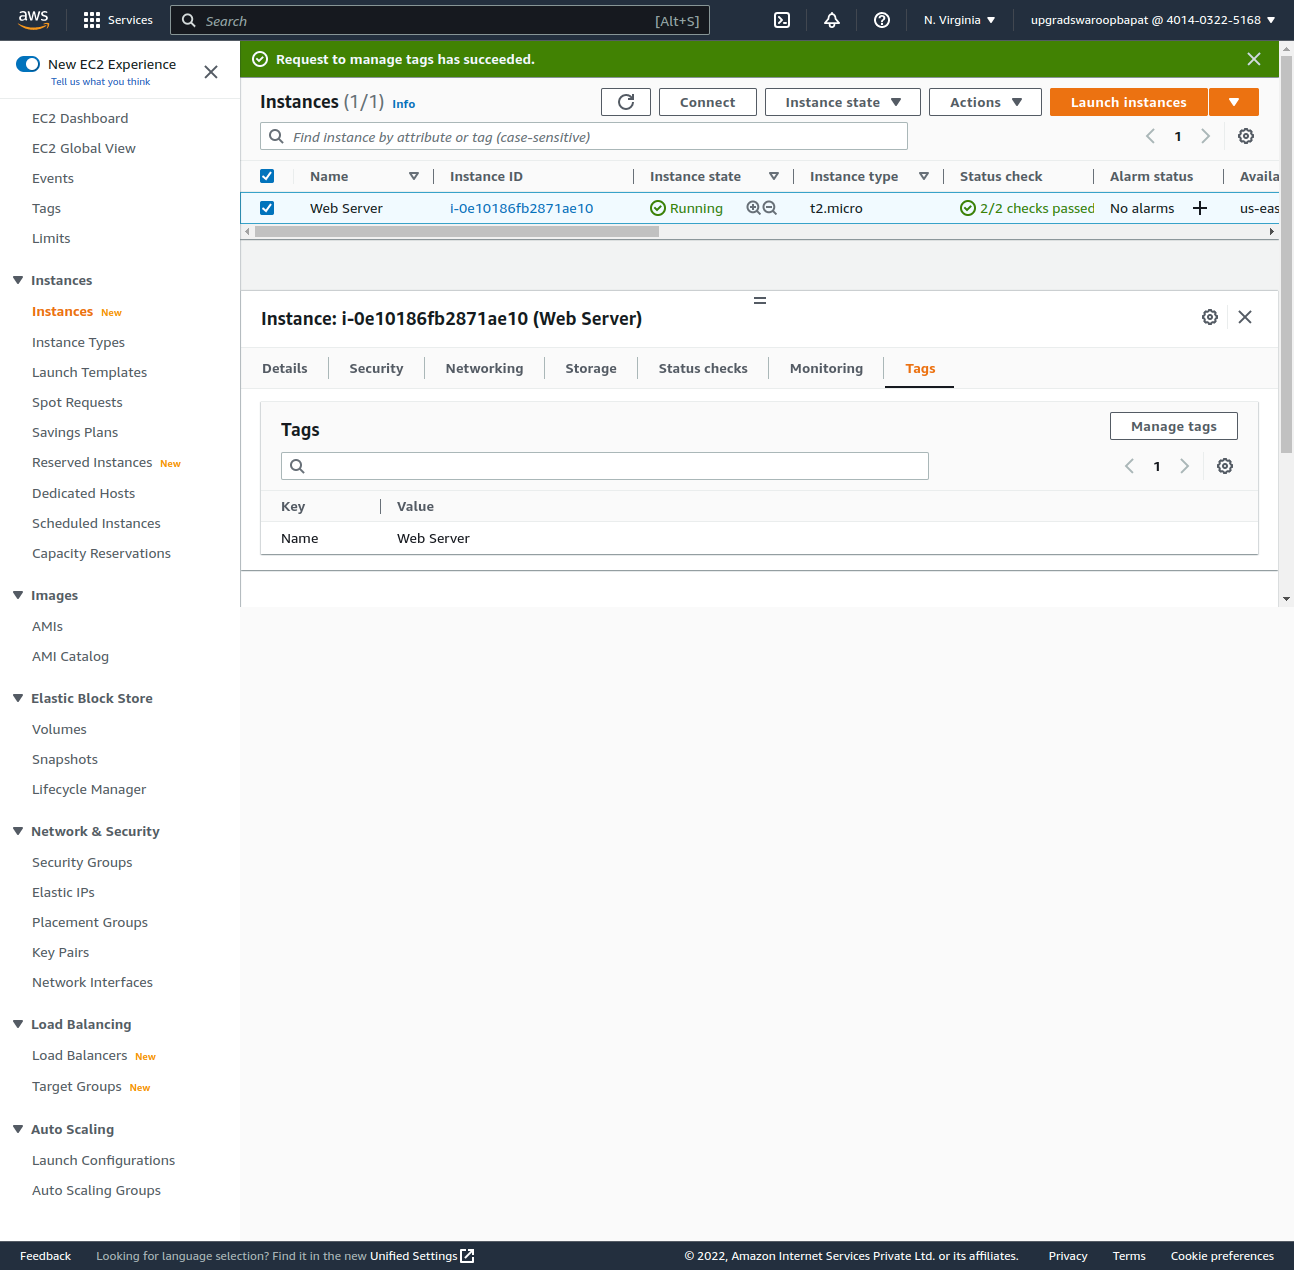 aws
Services
Search
[Alt+S]
N. Virginia
upgradswaroopbapat @ 4014-0322-5168
New EC2 Experience
Tell us what you think
EC2 Dashboard
EC2 Global View
Events
Tags
Limits
Instances
Instances New
Instance Types
Launch Templates
Spot Requests
Savings Plans
Reserved Instances New
Dedicated Hosts
Scheduled Instances
Capacity Reservations
Images
AMIs
AMI Catalog
Elastic Block Store
Volumes
Snapshots
Lifecycle Manager
Network & Security
Security Groups
Elastic IPs
Placement Groups
Key Pairs
Network Interfaces
Load Balancing
Load Balancers New
Target Groups New
Auto Scaling
Launch Configurations
Auto Scaling Groups
Request to manage tags has succeeded.
Instances (1/1) Info
Connect
Instance state
Actions
Launch instances
Find instance by attribute or tag (case-sensitive)
1
Name Instance ID Instance state Instance type Status check Alarm status Availa
Web Server i-0e10186fb2871ae10 Running t2.micro 2/2 checks passed No alarms us-eas
Instance: i-0e10186fb2871ae10 (Web Server)
Details Security Networking Storage Status checks Monitoring Tags
Tags
Manage tags
1
Key Value
Name Web Server
Feedback
Looking for language selection? Find it in the new Unified Settings
© 2022, Amazon Internet Services Private Ltd. or its affiliates.
Privacy
Terms
Cookie preferences